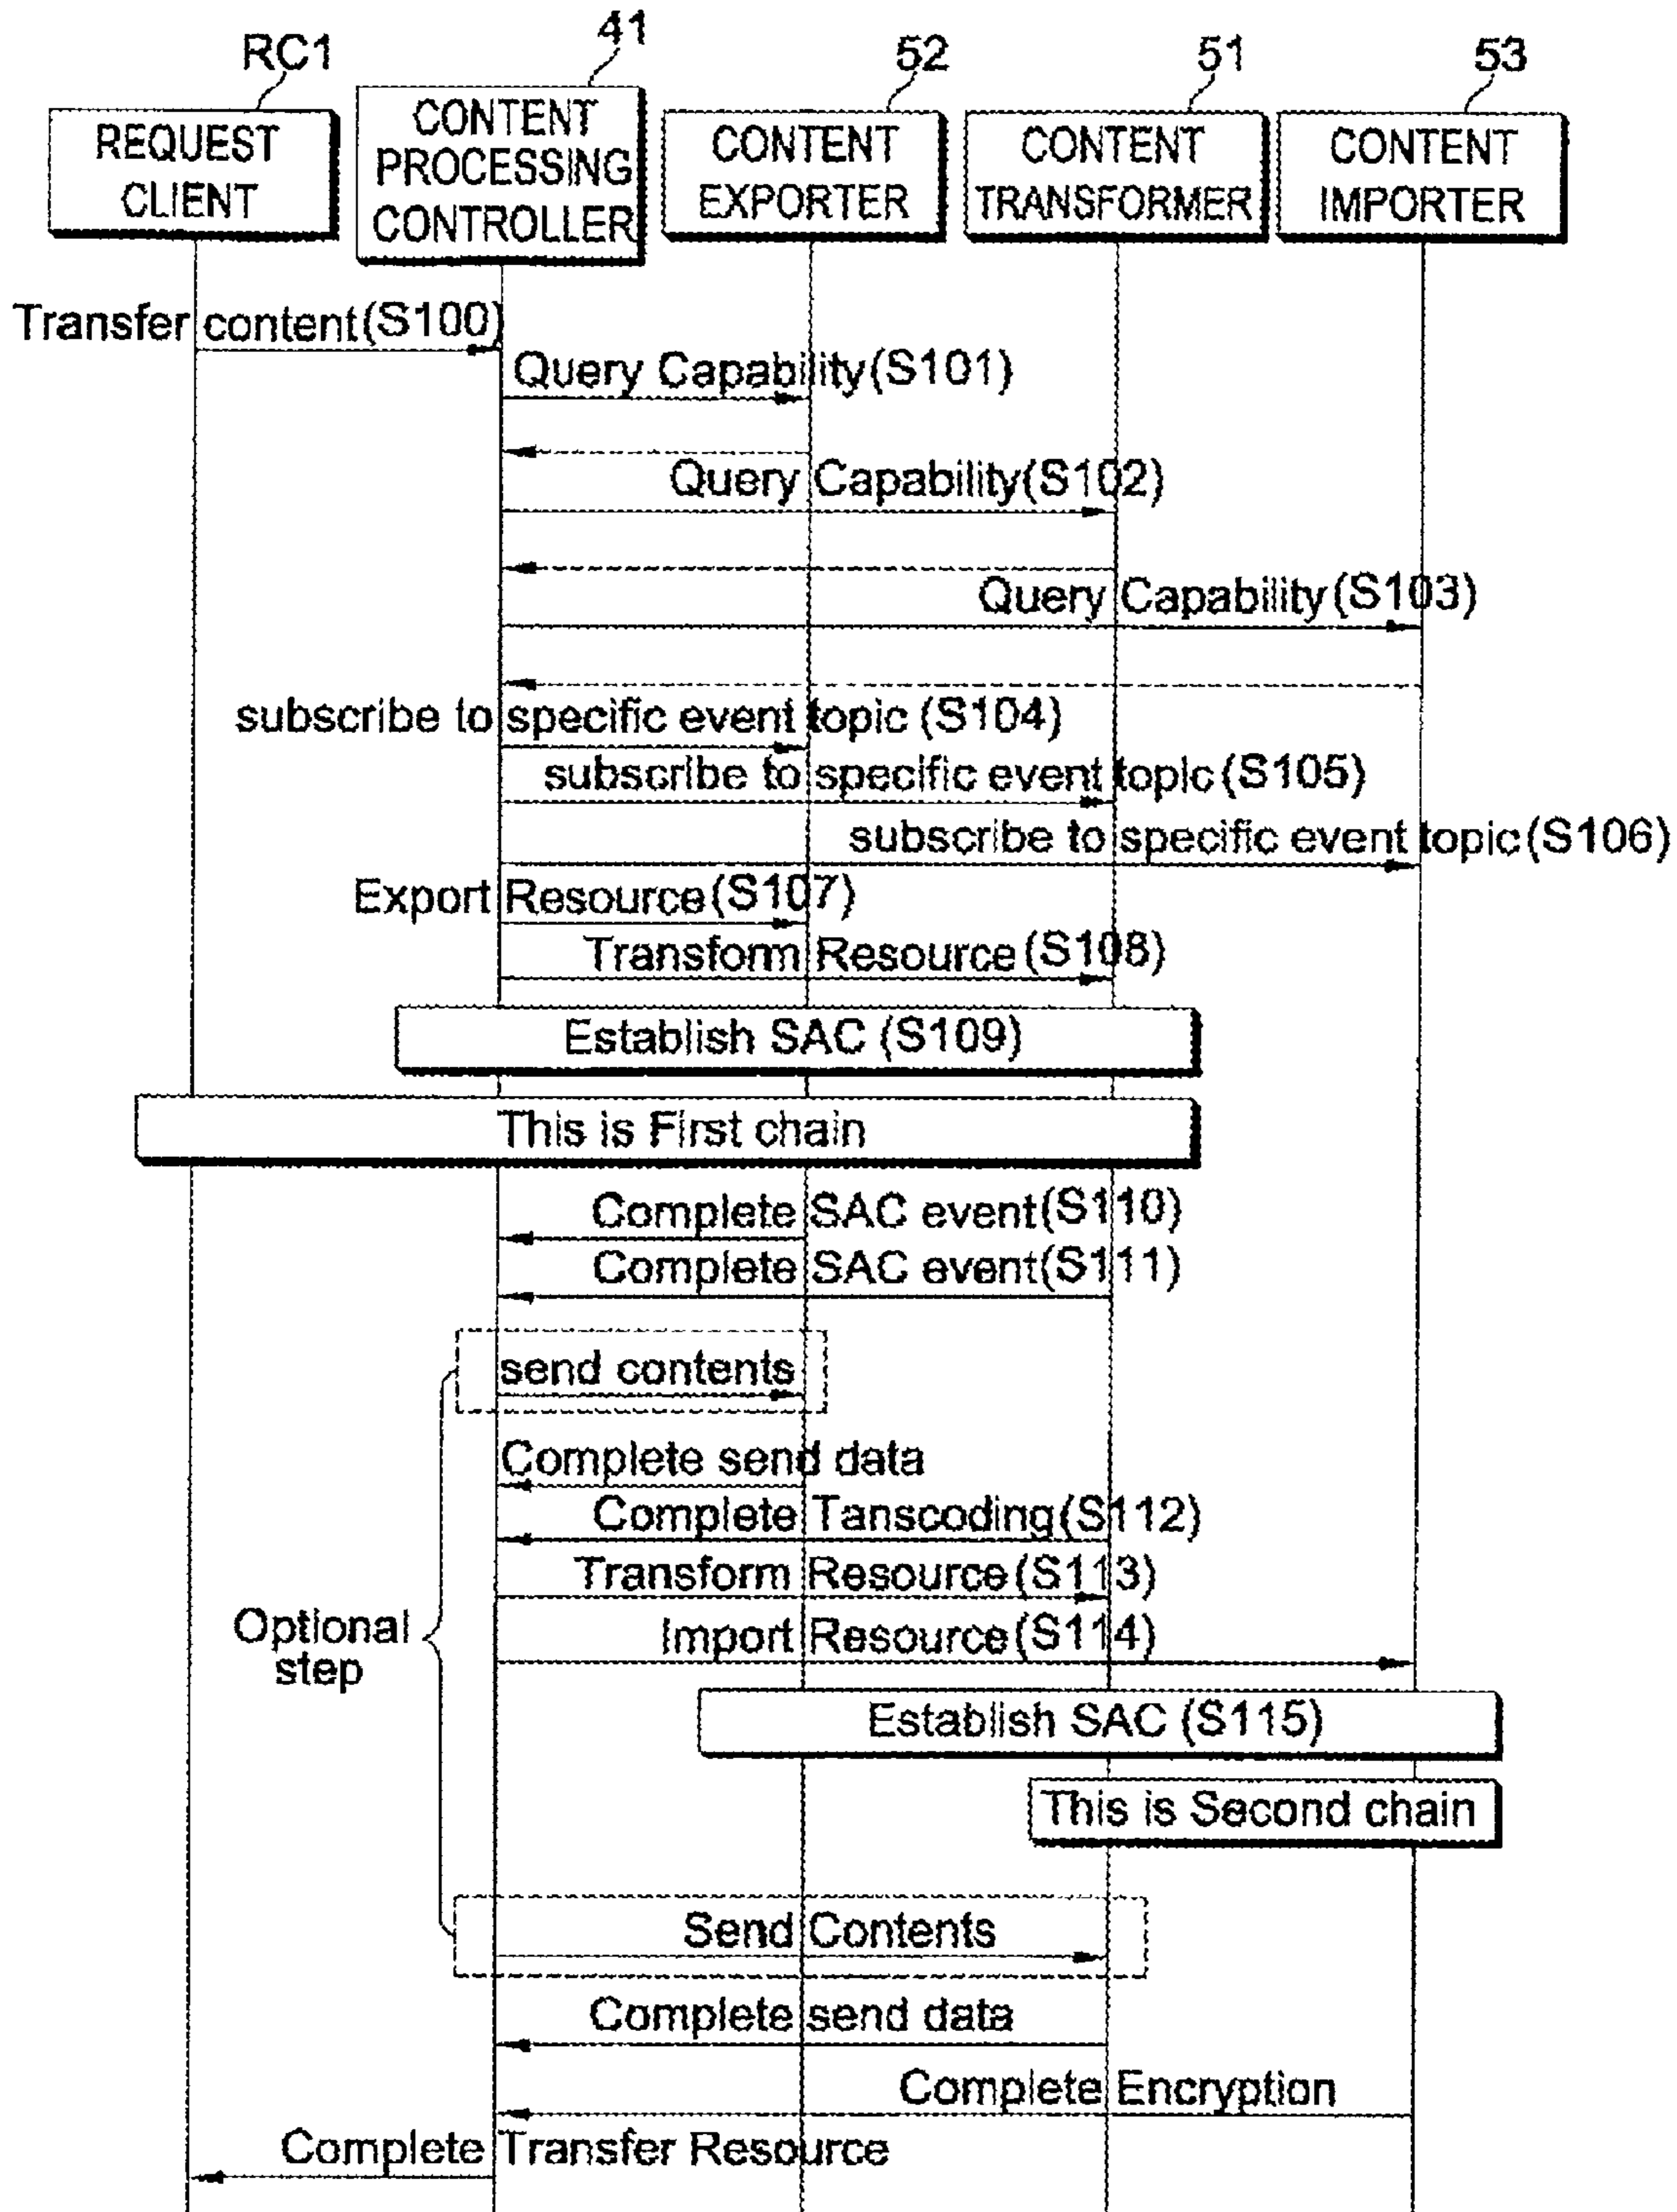 RC1
41
52
51
53
REQUEST
CLIENT
CONTENT
PROCESSING
CONTROLLER
CONTENT
EXPORTER
CONTENT
TRANSFORMER
CONTENT
IMPORTER
Transfer content(S100)
Query Capability(S101)
Query Capability(S102)
Query Capability(S103)
subscribe to specific event topic (S104)
subscribe to specific event topic(S105)
subscribe to specific event topic(S106)
Export Resource(S107)
Transform Resource(S108)
Establish SAC (S109)
This is First chain
Complete SAC event(S110)
Complete SAC event(S111)
send contents
Complete send data
Complete Tanscoding(S112)
Transform Resource(S113)
Optional
step
Import Resource(S114)
Establish SAC (S115)
This is Second chain
Send Contents
Complete send data
Complete Encryption
Complete Transfer Resource